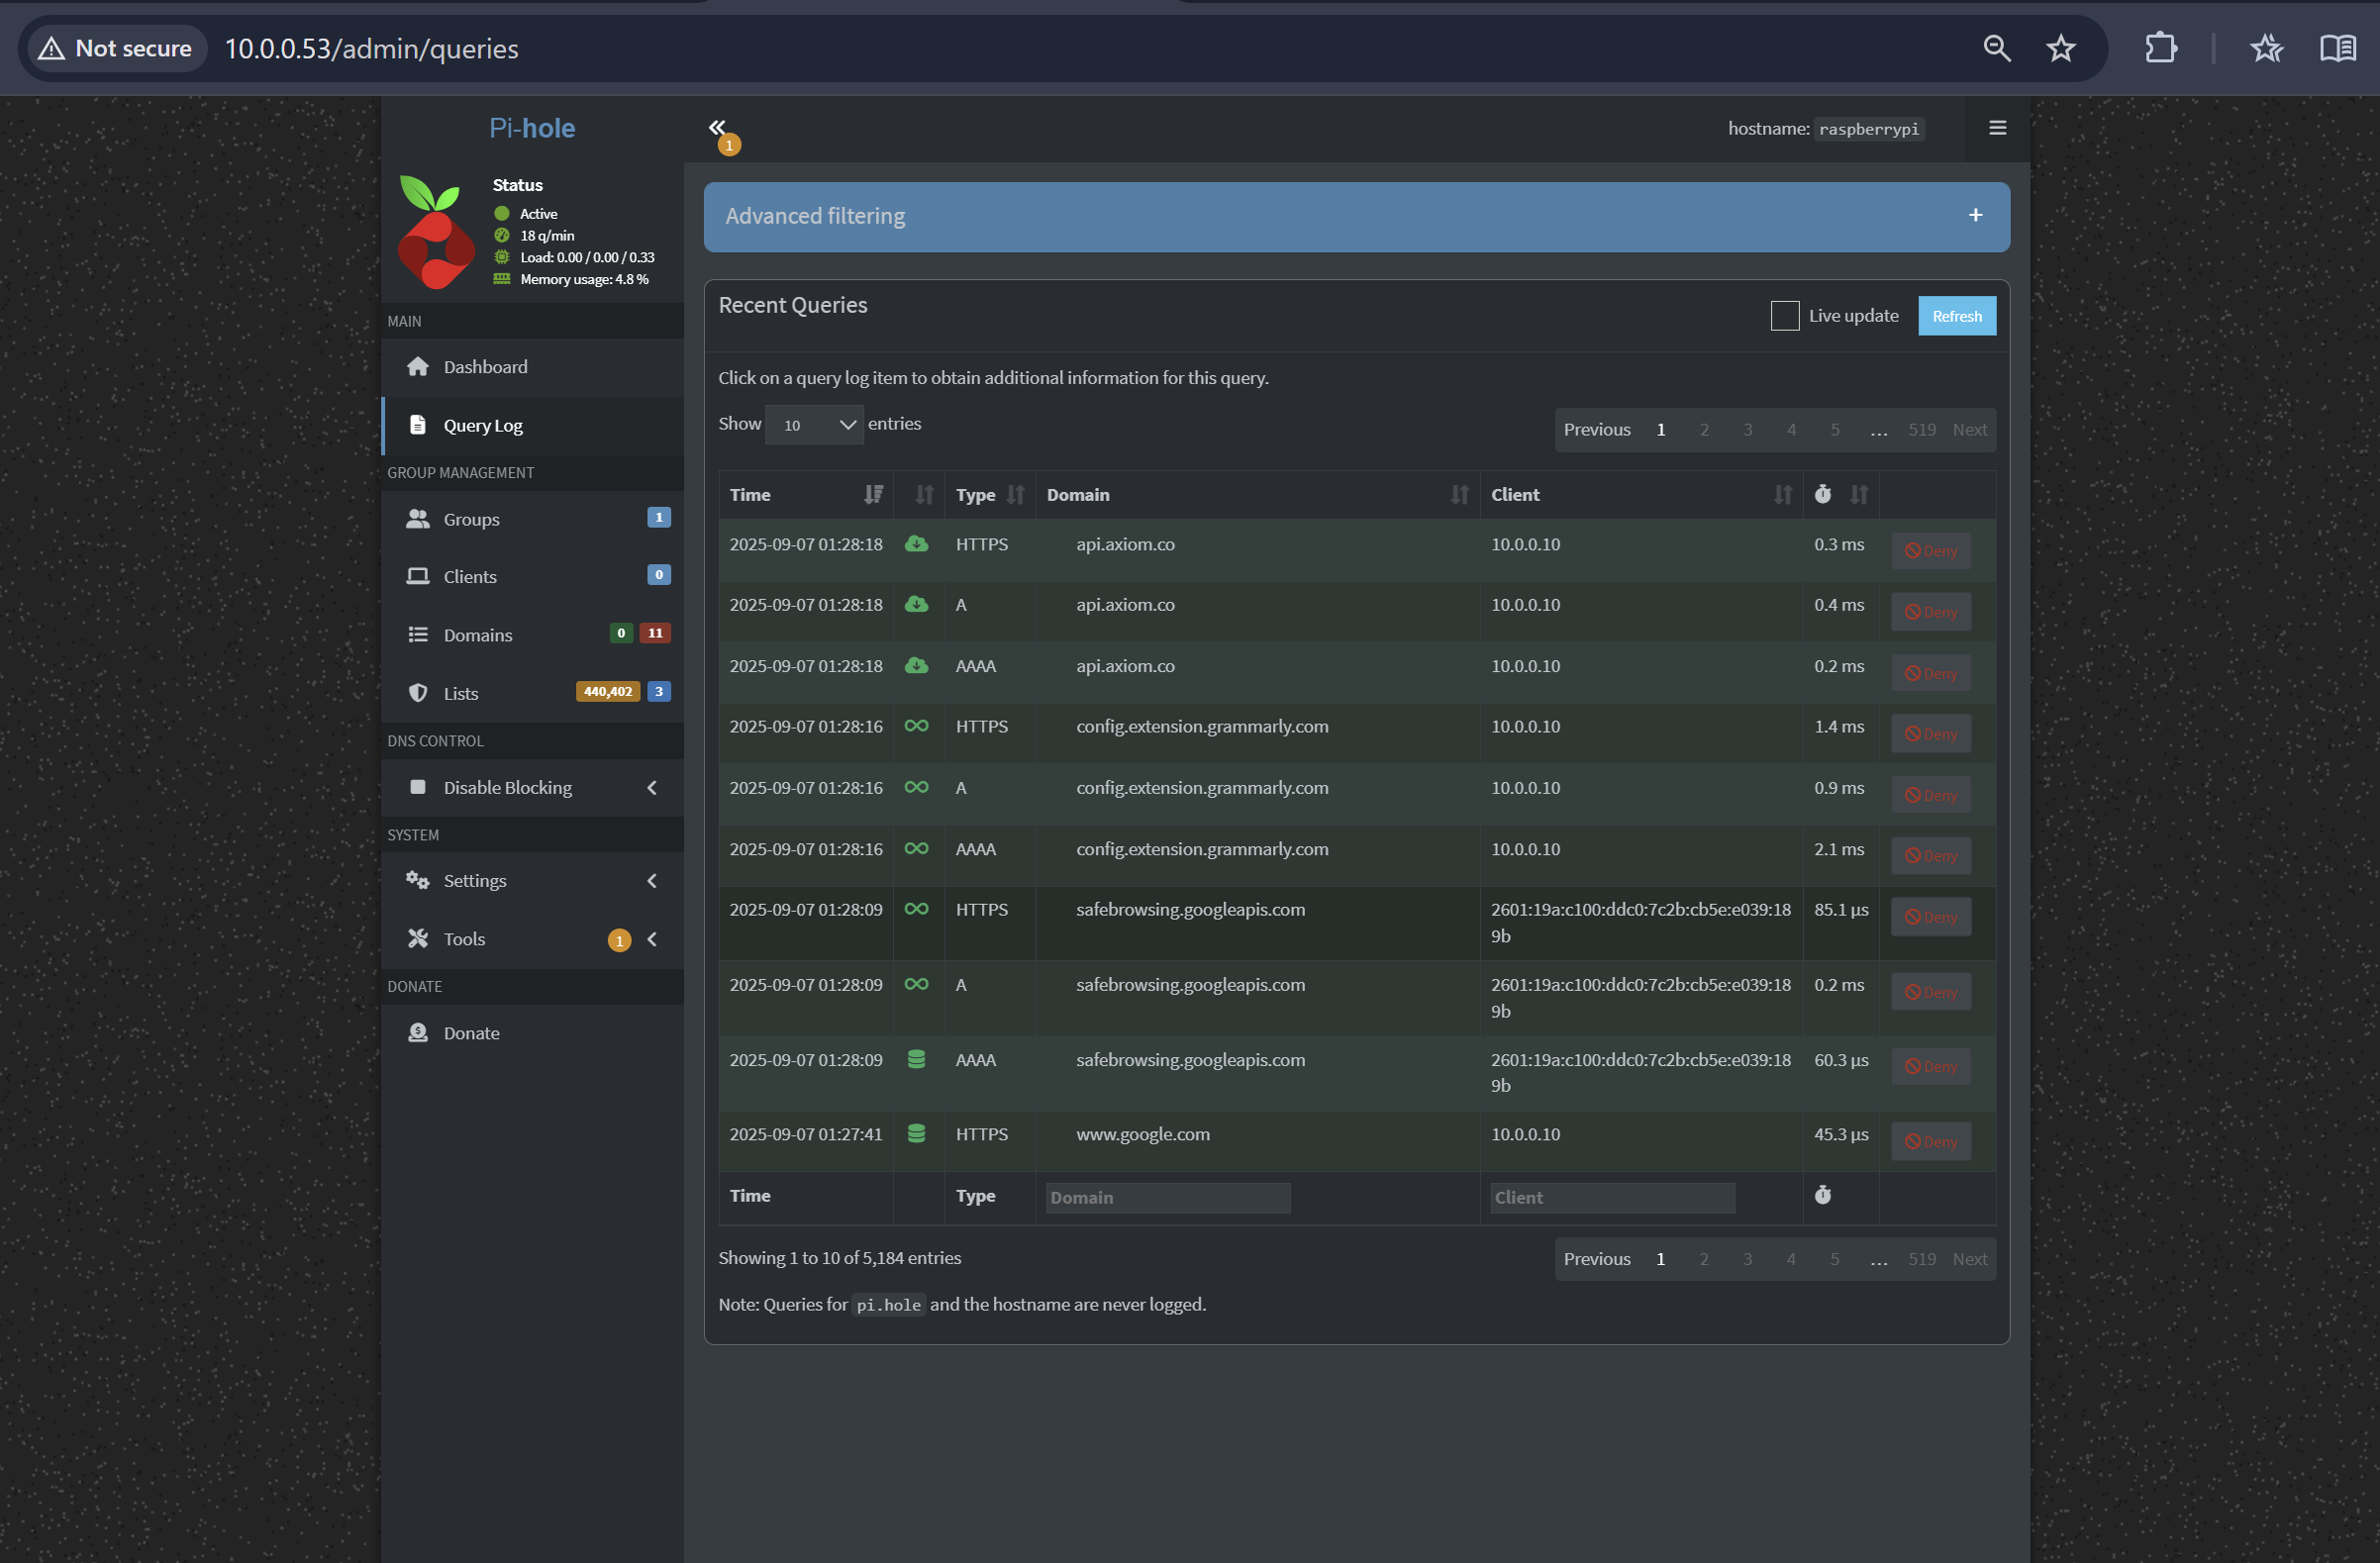 Not secure 10.0.0.53/admin/queries
Pi-hole
1
hostname: raspberrypi
Status
Active
18 q/min
Load: 0.00 / 0.00 / 0.33
Memory usage: 4.8 %
MAIN
Dashboard
Query Log
GROUP MANAGEMENT
Groups 1
Clients 0
Domains 0 11
Lists 440,402 3
DNS CONTROL
Disable Blocking
SYSTEM
Settings
Tools 1
DONATE
Donate
Advanced filtering
Recent Queries
Live update Refresh
Click on a query log item to obtain additional information for this query.
Show 10 entries
Previous 1 2 3 4 5 … 519 Next
Time Type Domain Client
2025-09-07 01:28:18 HTTPS api.axiom.co 10.0.0.10 0.3 ms Deny
2025-09-07 01:28:18 A api.axiom.co 10.0.0.10 0.4 ms Deny
2025-09-07 01:28:18 AAAA api.axiom.co 10.0.0.10 0.2 ms Deny
2025-09-07 01:28:16 HTTPS config.extension.grammarly.com 10.0.0.10 1.4 ms Deny
2025-09-07 01:28:16 A config.extension.grammarly.com 10.0.0.10 0.9 ms Deny
2025-09-07 01:28:16 AAAA config.extension.grammarly.com 10.0.0.10 2.1 ms Deny
2025-09-07 01:28:09 HTTPS safebrowsing.googleapis.com 2601:19a:c100:ddc0:7c2b:cb5e:e039:18 85.1 µs Deny
9b
2025-09-07 01:28:09 A safebrowsing.googleapis.com 2601:19a:c100:ddc0:7c2b:cb5e:e039:18 0.2 ms Deny
9b
2025-09-07 01:28:09 AAAA safebrowsing.googleapis.com 2601:19a:c100:ddc0:7c2b:cb5e:e039:18 60.3 µs Deny
9b
2025-09-07 01:27:41 HTTPS www.google.com 10.0.0.10 45.3 µs Deny
Time Type Domain Client
Showing 1 to 10 of 5,184 entries
Previous 1 2 3 4 5 … 519 Next
Note: Queries for pi.hole and the hostname are never logged.